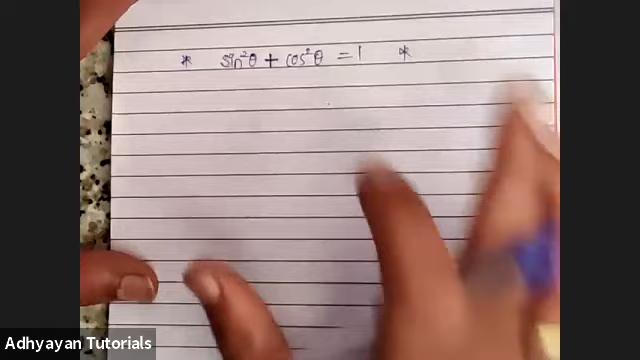 * sin²θ + cos²θ = 1 *
Adhyayan Tutorials